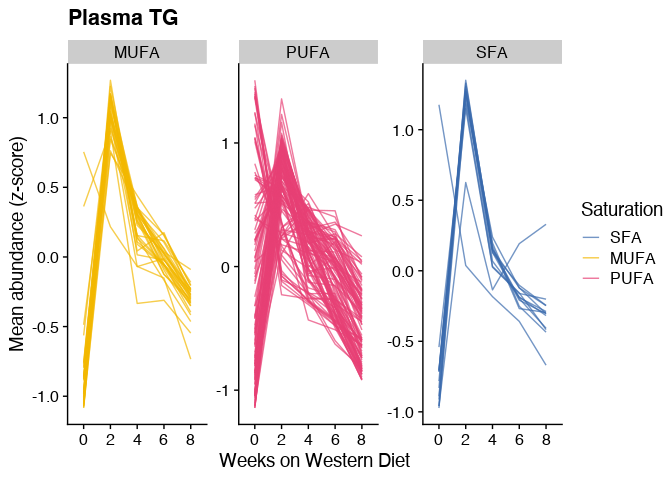 Plasma TG
MUFA
PUFA
SFA
Mean abundance (z-score)
1.0
0.5
0.0
-0.5
-1.0
0 2 4 6 8
1
0
-1
0 2 4 6 8
1.0
0.5
0.0
-0.5
-1.0
0 2 4 6 8
Weeks on Western Diet
Saturation
SFA
MUFA
PUFA